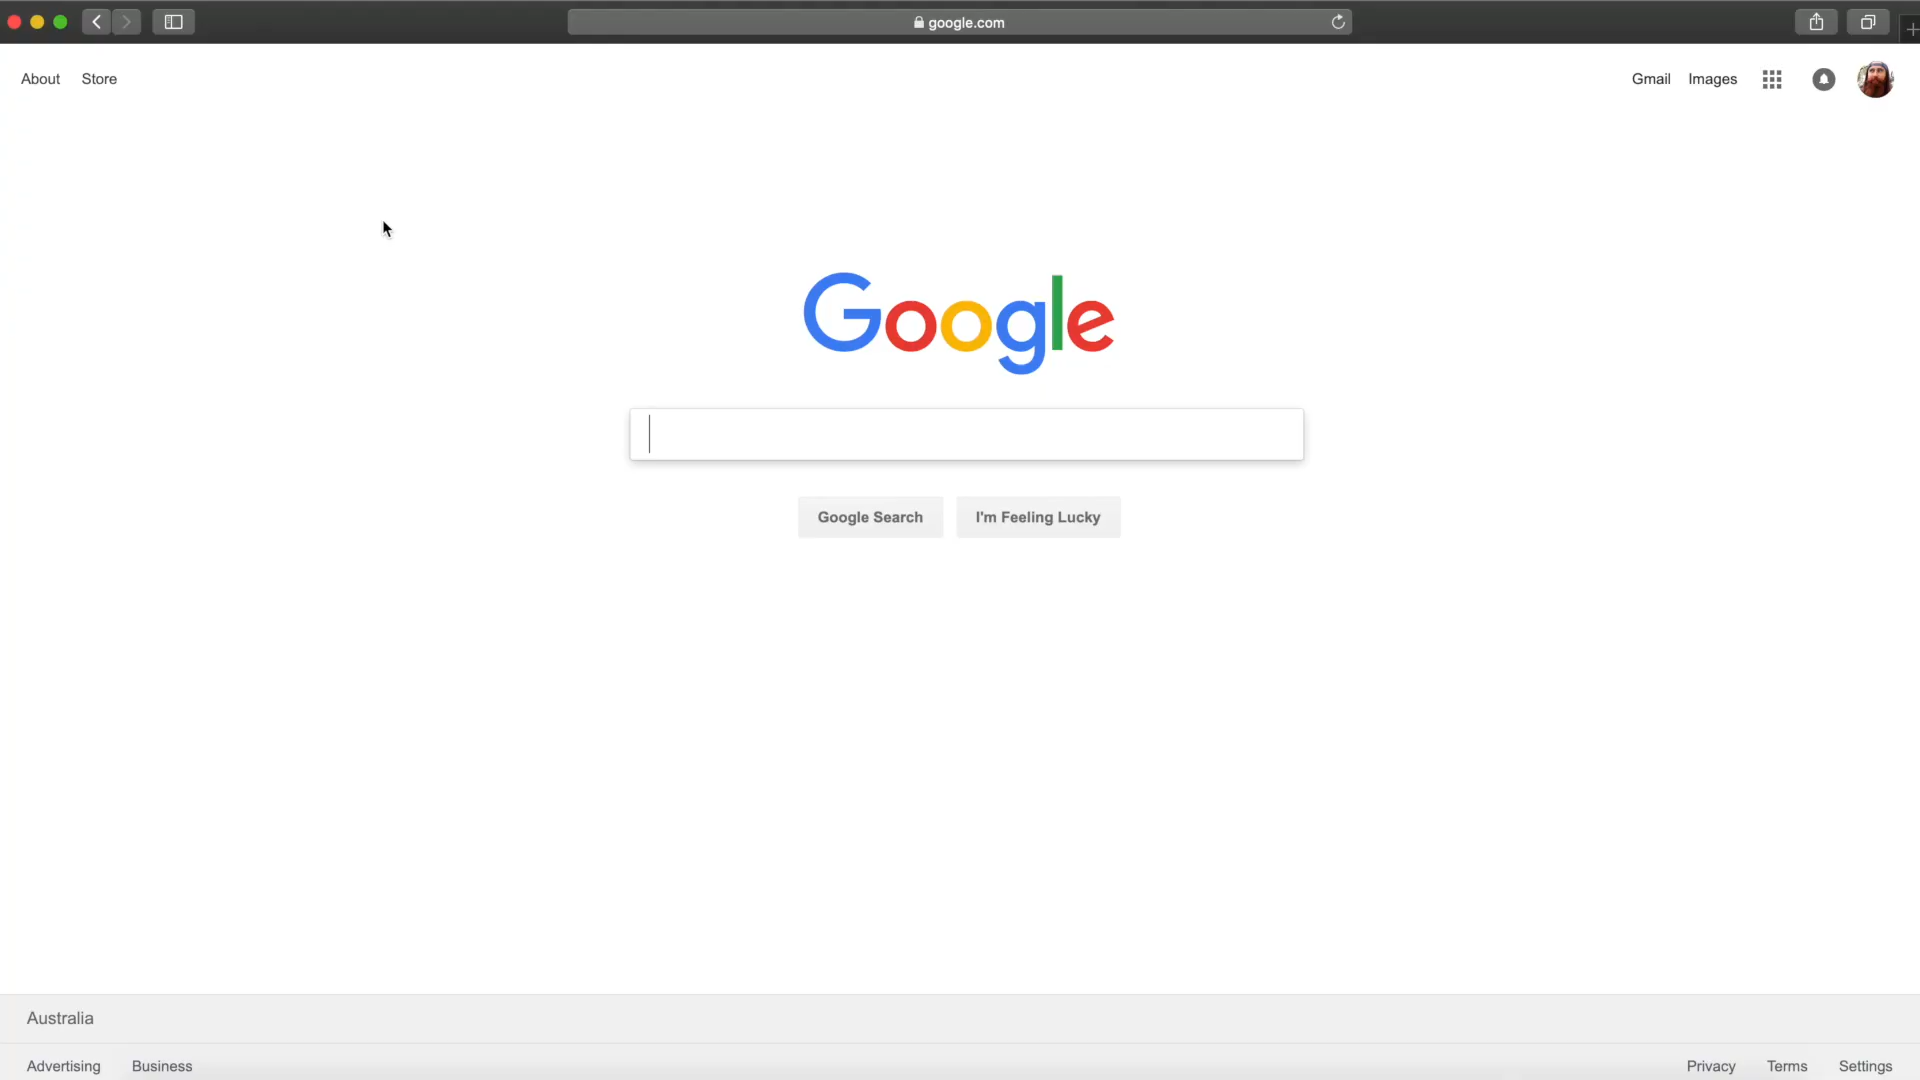 google.com
About Store
Gmail Images
Google
Google Search I'm Feeling Lucky
Australia
Advertising Business
Privacy Terms Settings